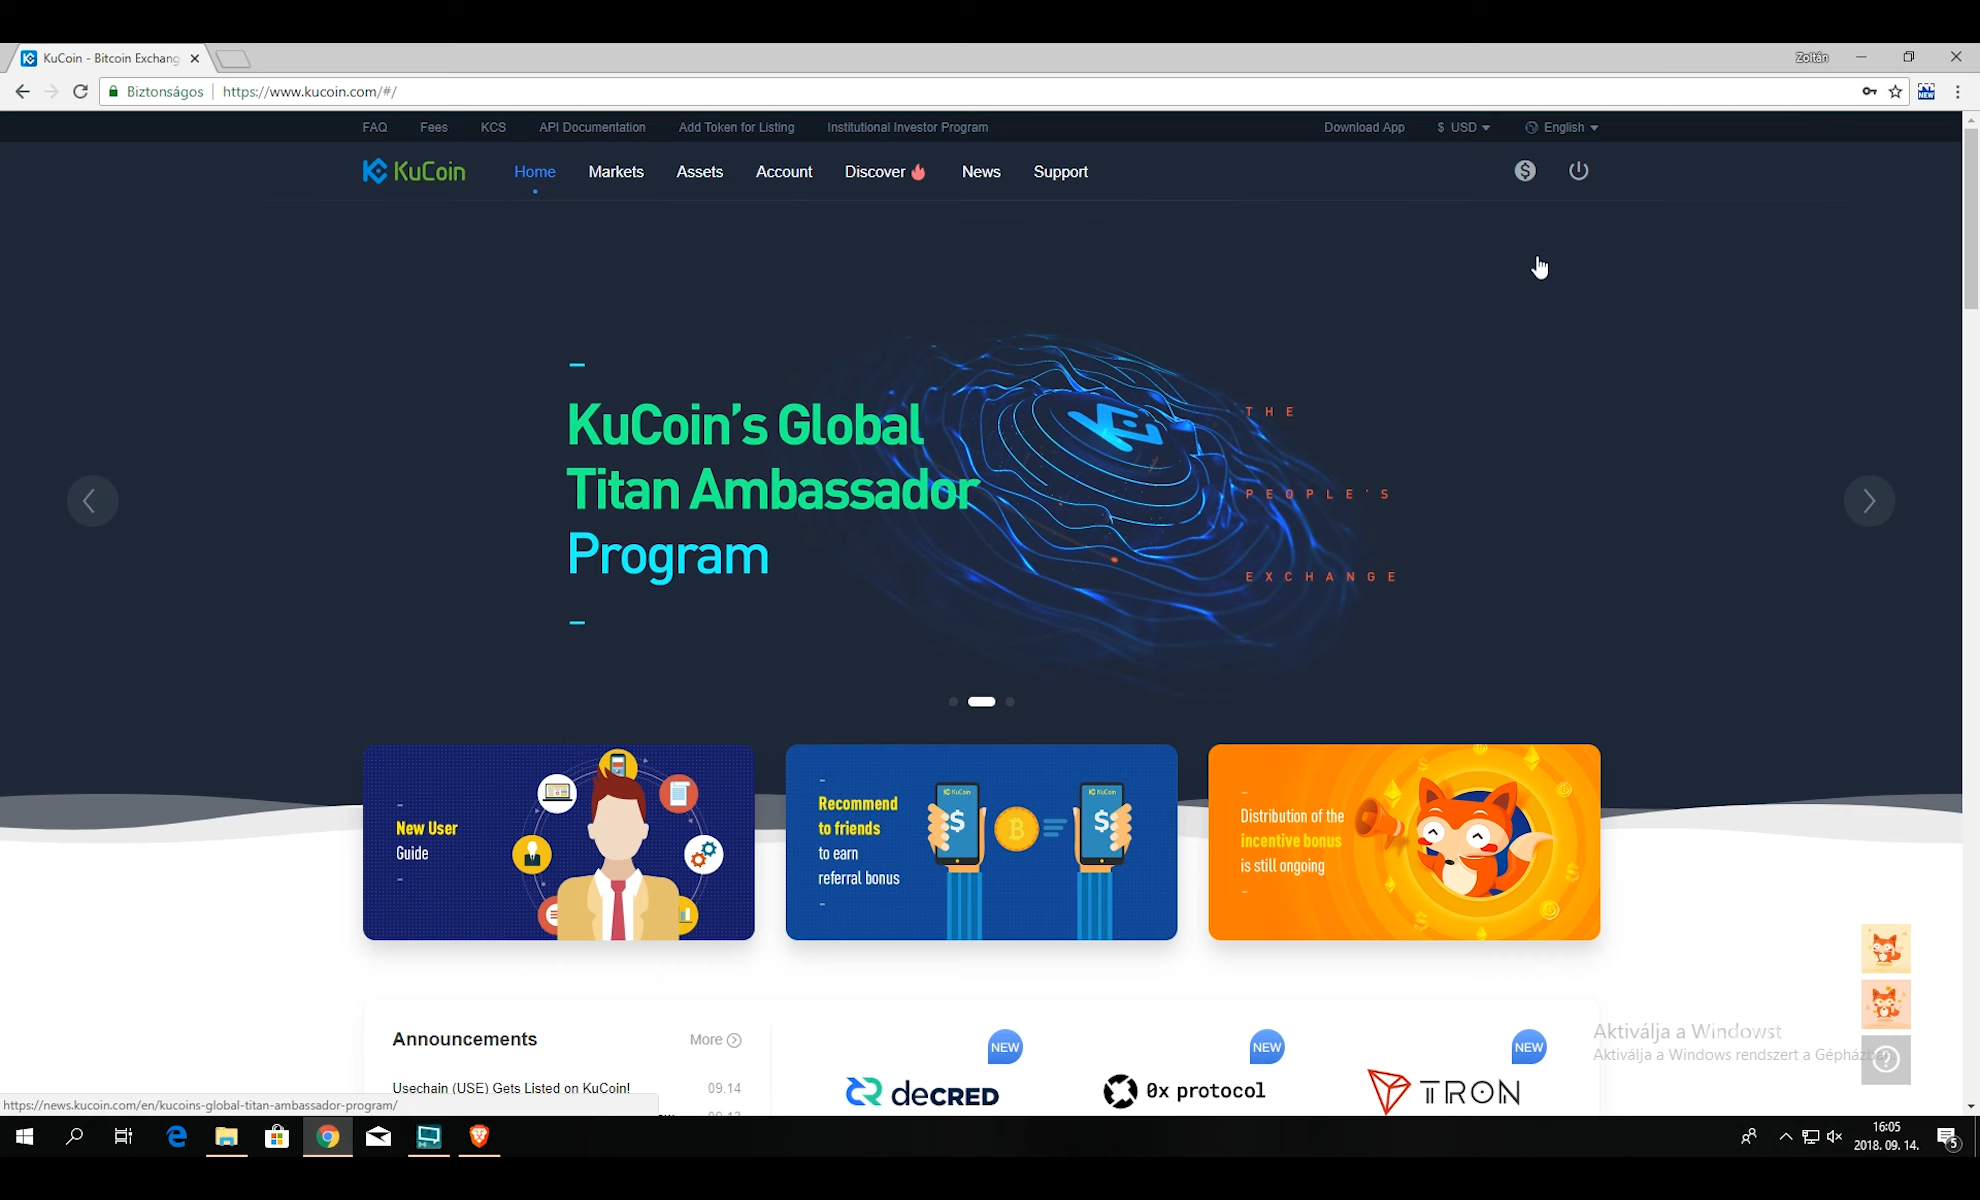 KuCoin - Bitcoin Exchang
Zoltán
Biztonságos
https://www.kucoin.com/#/
NEW
FAQ Fees KCS API Documentation Add Token for Listing Institutional Investor Program Download App $ USD English
KuCoin Home Markets Assets Account Discover News Support
KuCoin's Global
Titan Ambassador
Program
THE
PEOPLE'S
EXCHANGE
New User
Guide
Recommend
to friends
to earn
referral bonus
KuCoin
$
KuCoin
$
Distribution of the
incentive bonus
is still ongoing
Announcements
More
Usechain (USE) Gets Listed on KuCoin!
09.14
NEW
decRED
NEW
0x protocol
NEW
TRON
Aktiválja a Windowst
Aktiválja a Windows rendszert a Gépház
https://news.kucoin.com/en/kucoins-global-titan-ambassador-program/
16:05
2018. 09. 14.
5